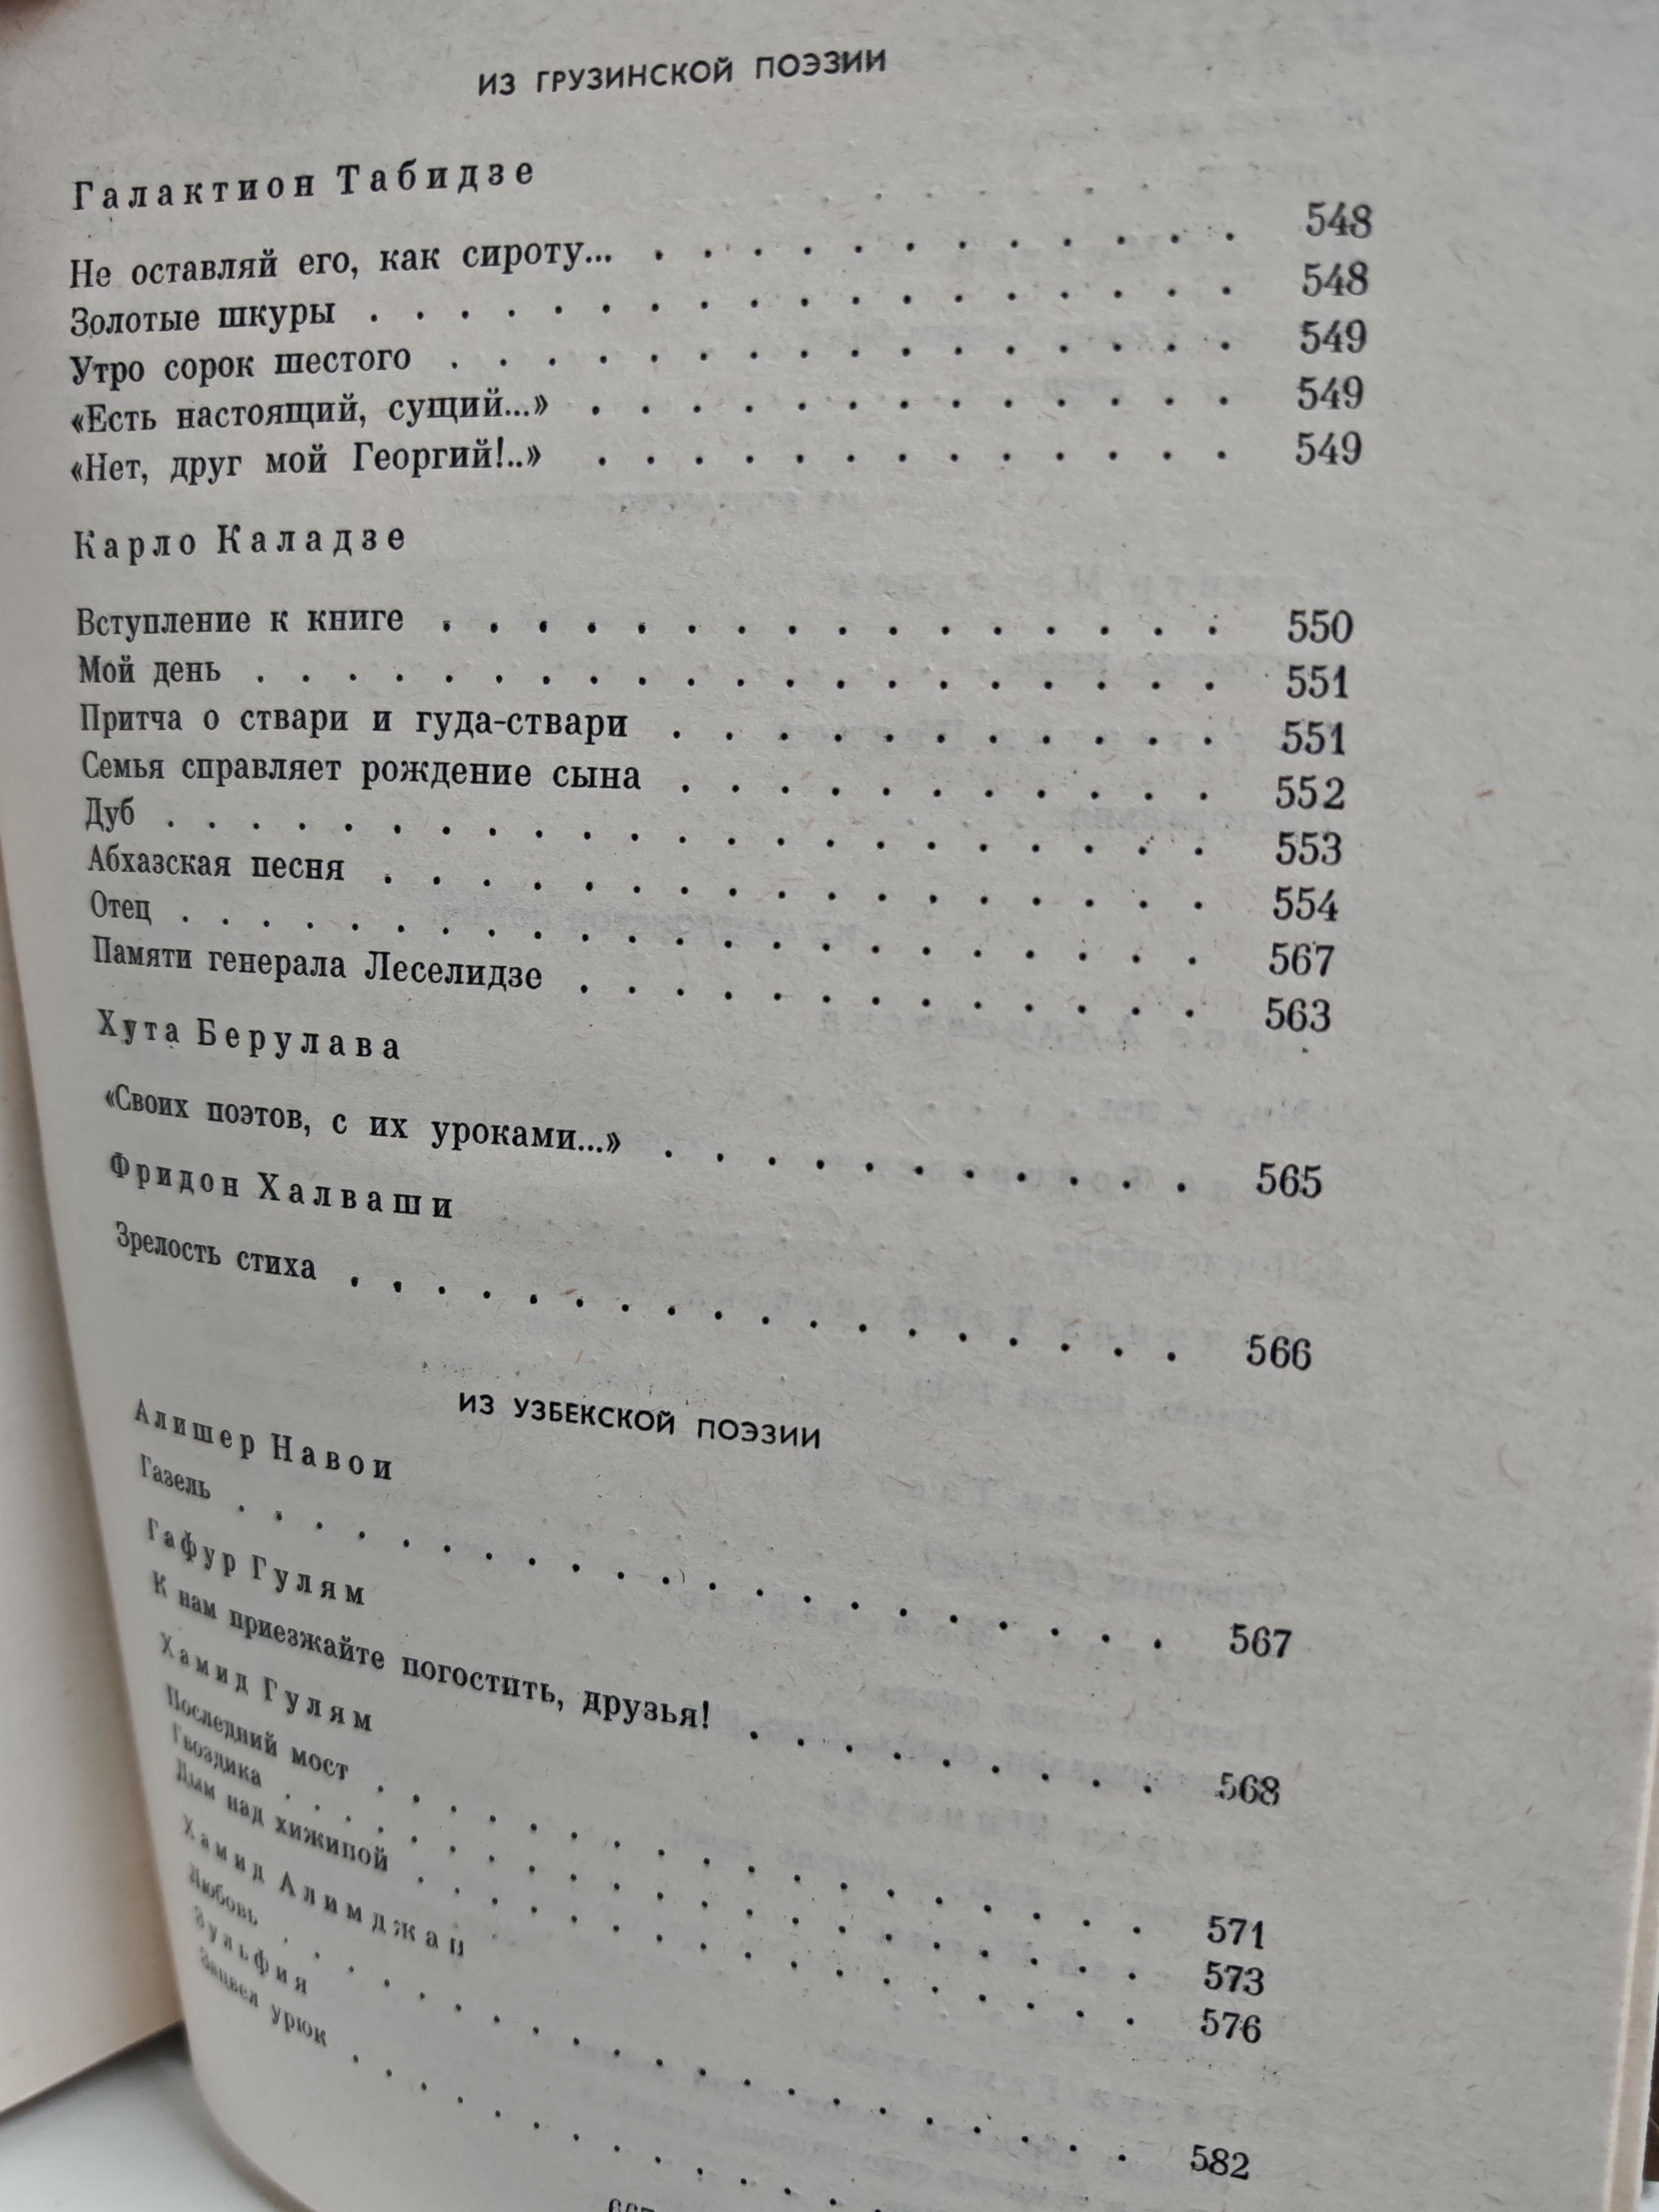 ИЗ ГРУЗИНСКОЙ ПОЭЗИИ
Галактион Табидзе
Не оставляй его, как сироту... . . . . . . . . . . . . 548
Золотые шкуры . . . . . . . . . . . . . . . . . . 548
Утро сорок шестого . . . . . . . . . . . . . . . . 549
«Есть настоящий, сущий...» . . . . . . . . . . . . . 549
«Нет, друг мой Георгий!..» . . . . . . . . . . . . . 549
Карло Каладзе
Вступление к книге . . . . . . . . . . . . . . . . 550
Мой день . . . . . . . . . . . . . . . . . . . . 551
Притча о ствари и гуда-ствари . . . . . . . . . . . 551
Семья справляет рождение сына . . . . . . . . . . . 552
Дуб . . . . . . . . . . . . . . . . . . . . . . 553
Абхазская песня . . . . . . . . . . . . . . . . . 554
Отец . . . . . . . . . . . . . . . . . . . . . . 567
Памяти генерала Леселидзе . . . . . . . . . . . . . 563
Хута Берулава
«Своих поэтов, с их уроками...» . . . . . . . . . . . 565
Фридон Халваши
Зрелость стиха . . . . . . . . . . . . . . . . . . 566
ИЗ УЗБЕКСКОЙ ПОЭЗИИ
Алишер Навои
Газель . . . . . . . . . . . . . . . . . . . . . 567
Гафур Гулям
К нам приезжайте погостить, друзья! . . . . . . . . . 568
Хамид Гулям
Последний мост . . . . . . . . . . . . . . . . . 571
Гвоздика . . . . . . . . . . . . . . . . . . . . 573
Дым над хижиной . . . . . . . . . . . . . . . . 576
Хамид Алимджан
Любовь . . . . . . . . . . . . . . . . . . . . 582
Зульфия
Зацвел урюк . . . . . . . . . . . . . .